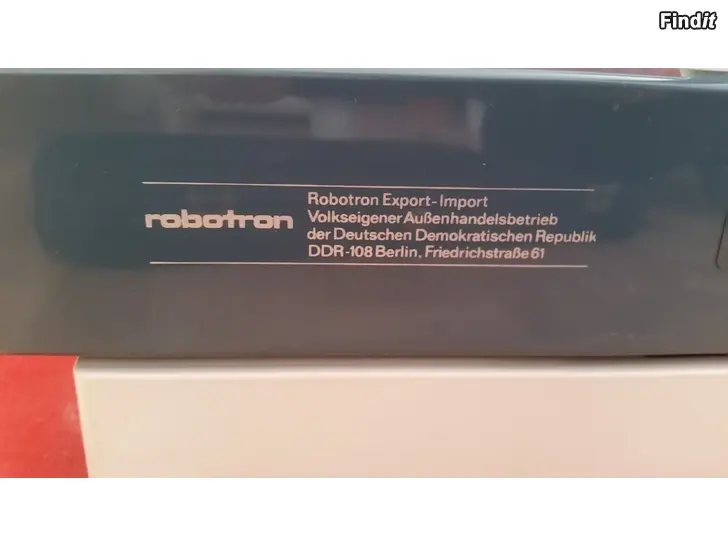 Findit
robotron
Robotron Export-Import
Volkseigener Außenhandelsbetrieb
der Deutschen Demokratischen Republik
DDR-108 Berlin, Friedrichstraße 61